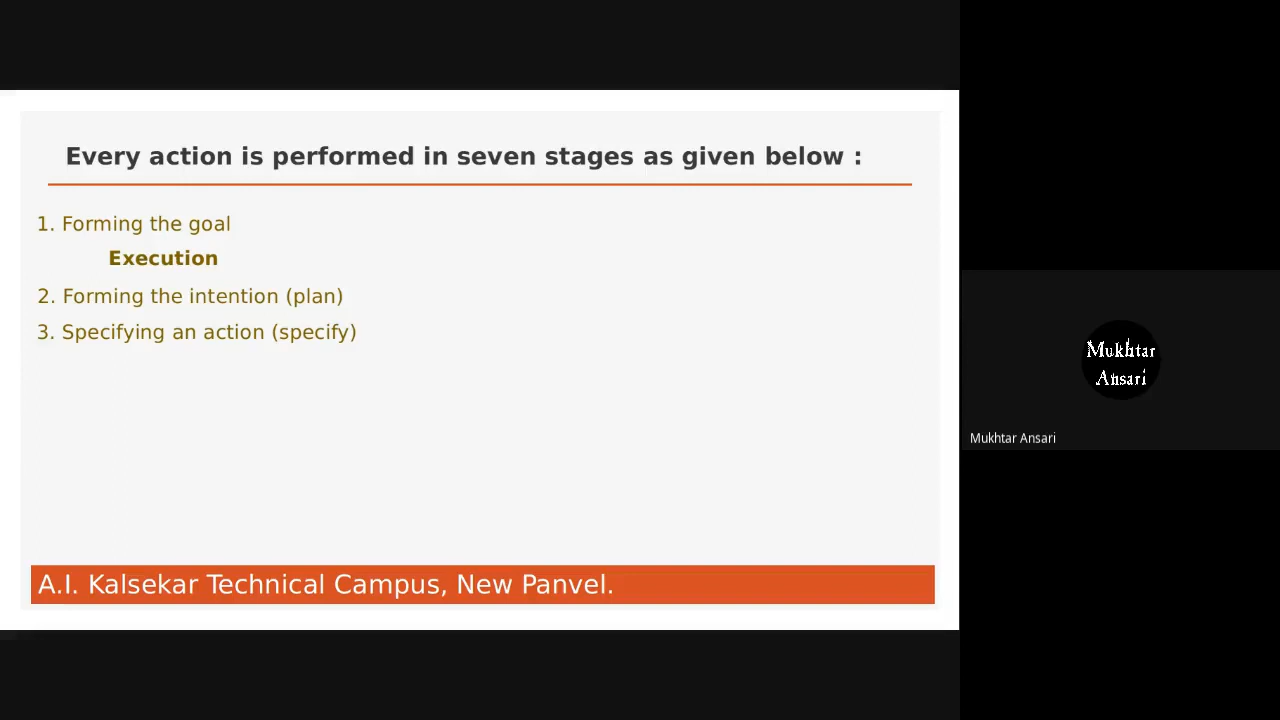 Every action is performed in seven stages as given below :
1. Forming the goal
Execution
2. Forming the intention (plan)
3. Specifying an action (specify)
A.I. Kalsekar Technical Campus, New Panvel.
Mukhtar
Ansari
Mukhtar Ansari